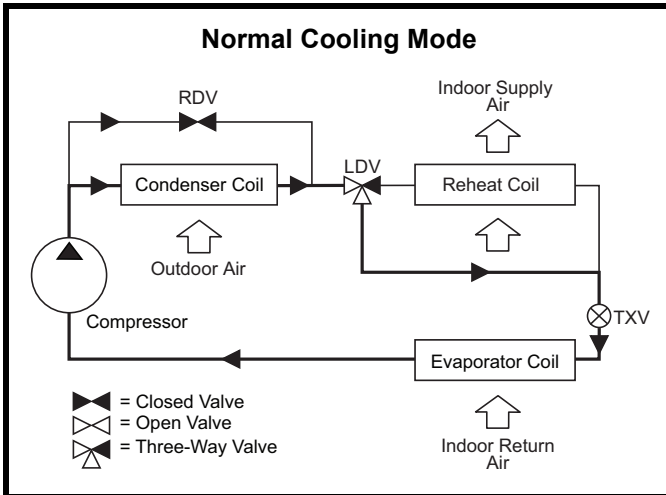 Normal Cooling Mode
RDV
Indoor Supply
Air
LDV
Condenser Coil
Reheat Coil
Outdoor Air
Compressor
TXV
Evaporator Coil
= Closed Valve
= Open Valve
= Three-Way Valve
Indoor Return
Air